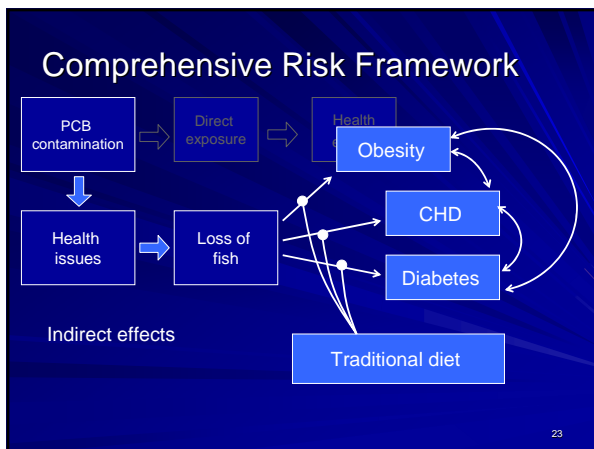 Comprehensive Risk Framework
PCB
contamination
Direct
exposure
Health
Obesity
CHD
Health
issues
Loss of
fish
Diabetes
Indirect effects
Traditional diet
23